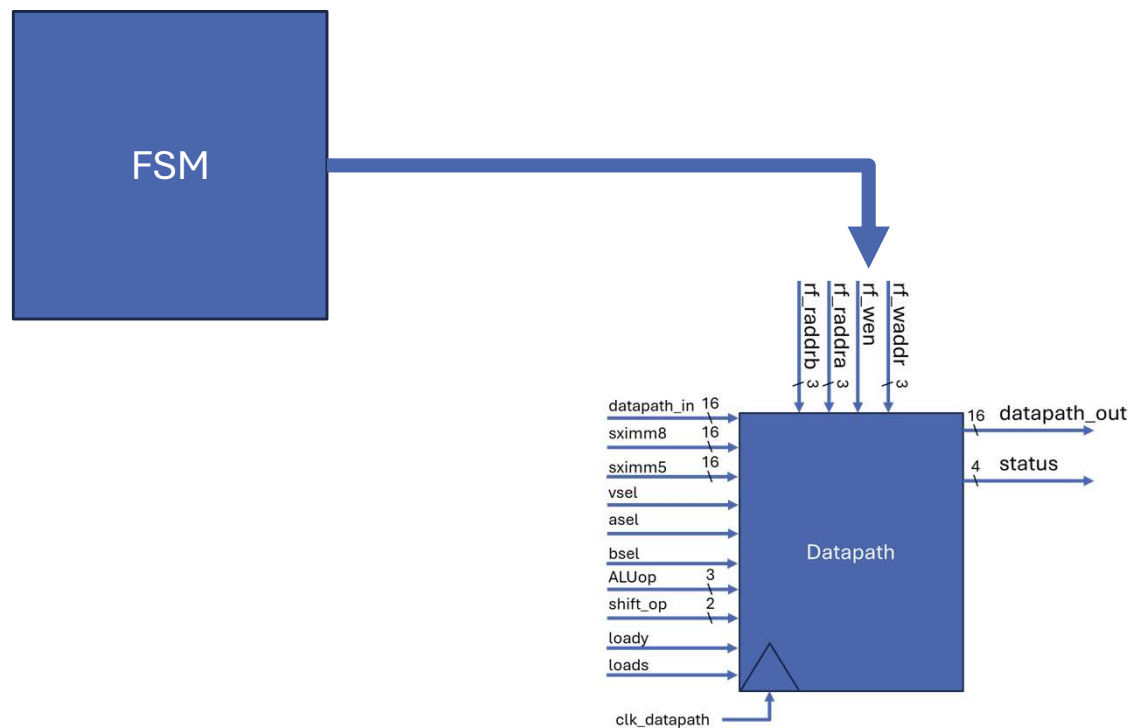 FSM
rf_raddrb
rf_raddra
rf_wen
rf_waddr
3
3
3
datapath_in 16
sximm8 16
sximm5 16
vsel
asel
bsel
ALUop 3
shift_op 2
loady
loads
clk_datapath
Datapath
16 datapath_out
4 status